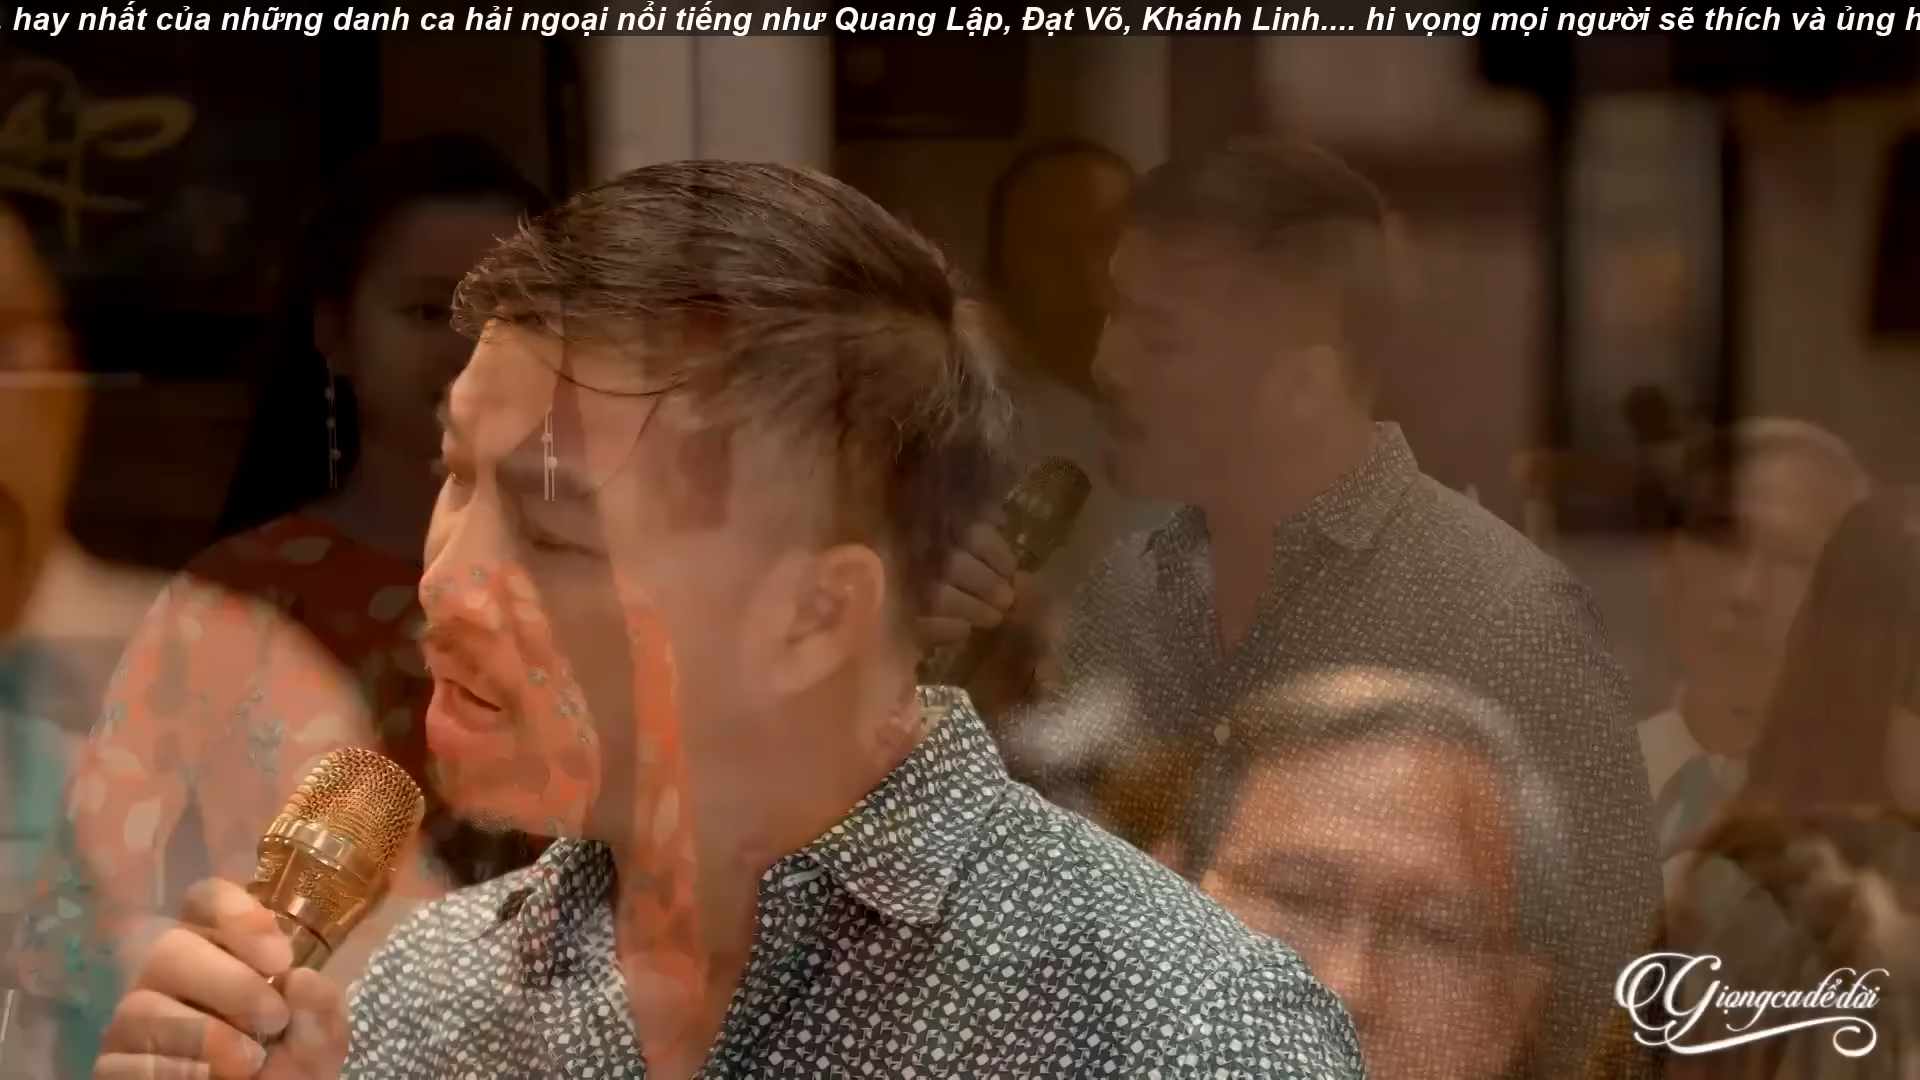 hay nhất của những danh ca hải ngoại nổi tiếng như Quang Lập, Đạt Võ, Khánh Linh.... hi vọng mọi người sẽ thích và ủng h
Giọngcađểđời